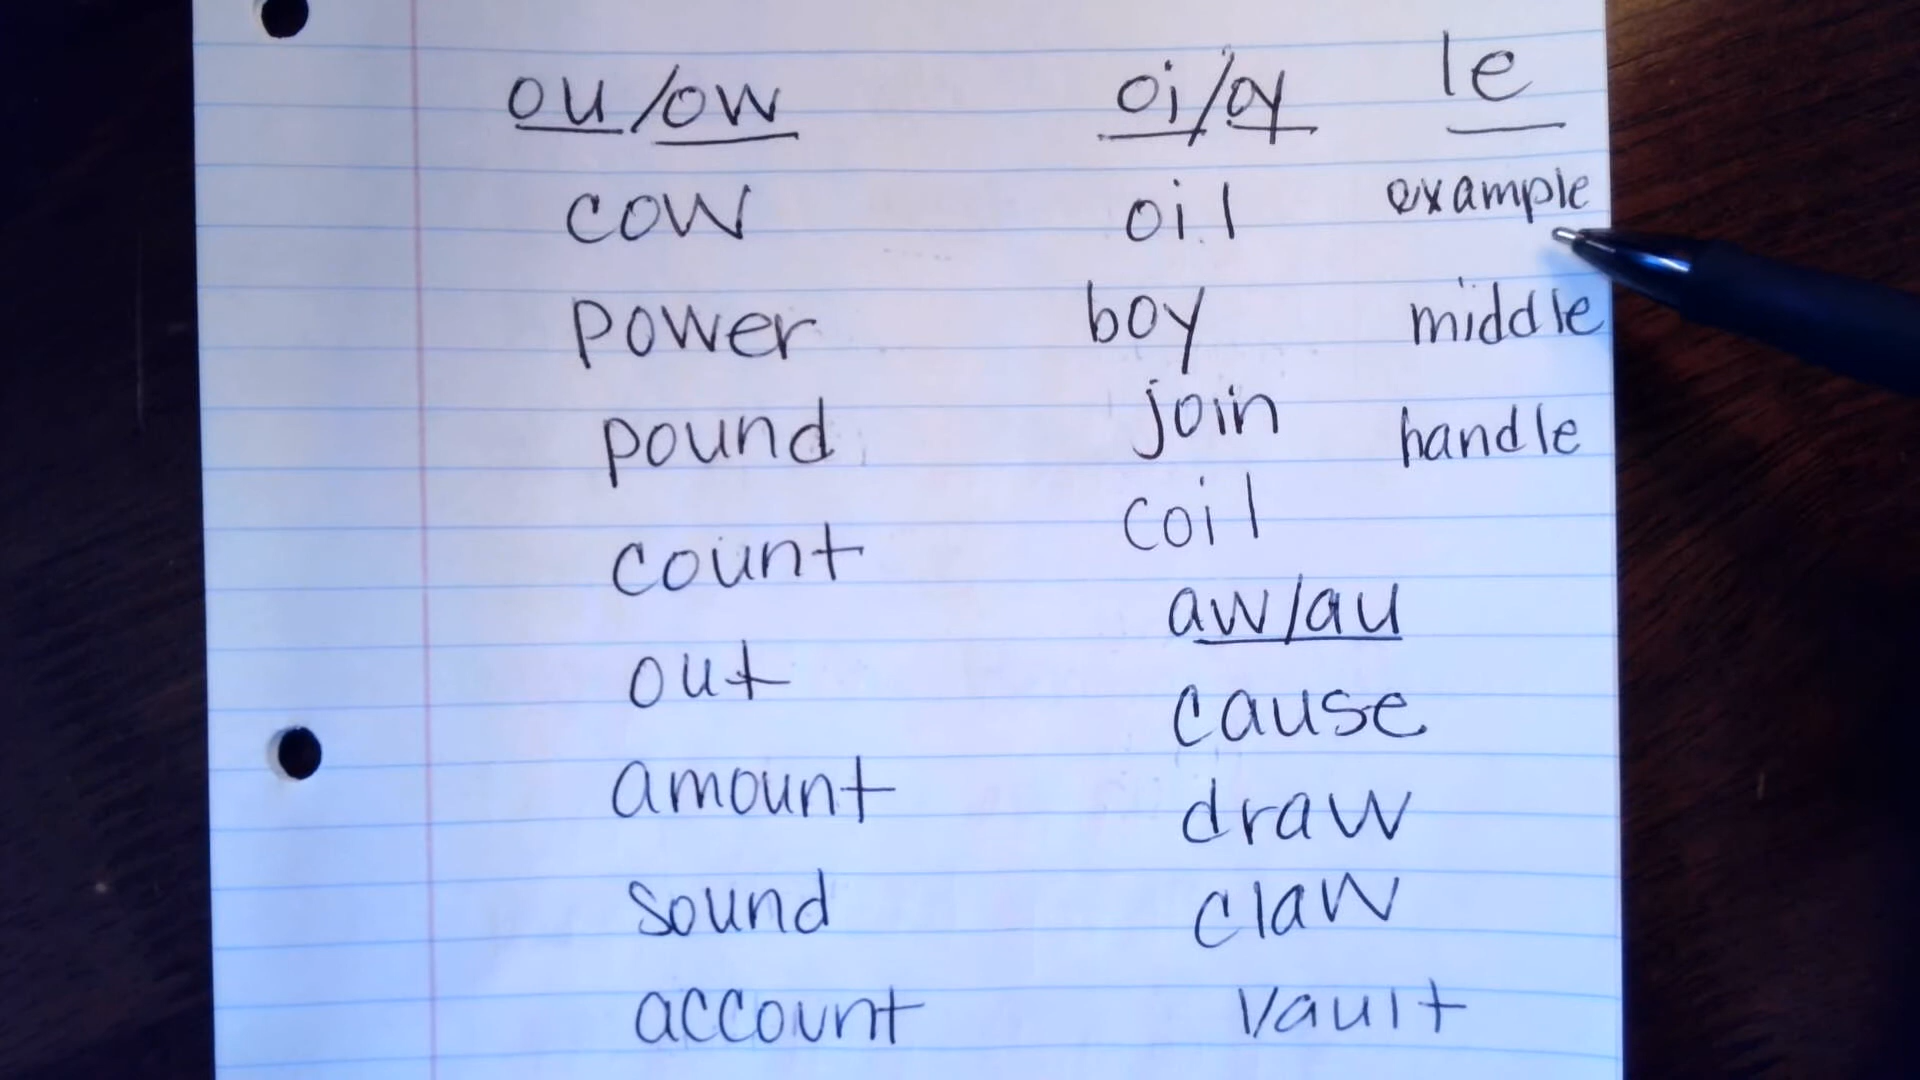 ou/ow
cow
power
pound
count
out
amount
sound
account
oi/oy
oil
boy
join
coil
aw/au
cause
draw
claw
vault
le
example
middle
handle